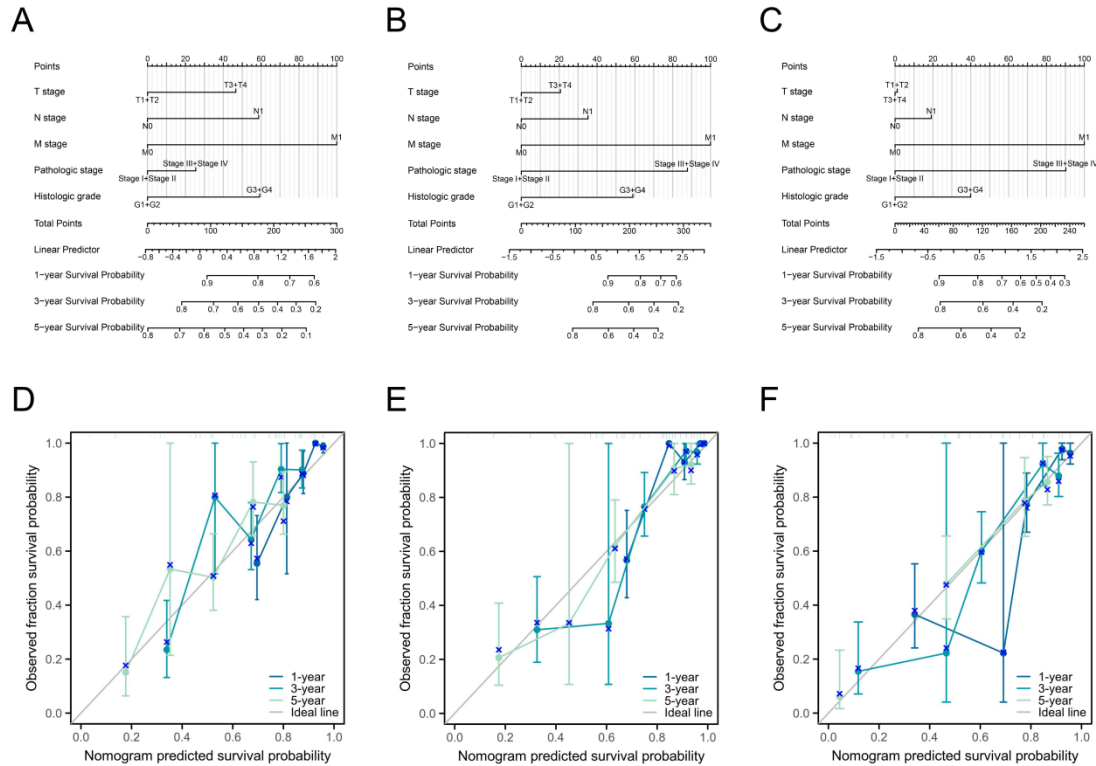 A
Points
0 20 40 60 80 100
T stage
T3+T4
T1+T2
N stage
N1
N0
M stage
M1
M0
Pathologic stage
Stage III+Stage IV
Stage I+Stage II
Histologic grade
G3+G4
G1+G2
Total Points
0 100 200 300
Linear Predictor
−0.8 −0.4 0 0.2 0.6 1 1.4 1.8 2
1−year Survival Probability
0.9 0.8 0.7 0.6
3−year Survival Probability
0.8 0.7 0.6 0.5 0.4 0.3 0.2
5−year Survival Probability
0.8 0.7 0.6 0.5 0.4 0.3 0.2 0.1
B
Points
0 20 40 60 80 100
T stage
T3+T4
T1+T2
N stage
N1
N0
M stage
M1
M0
Pathologic stage
Stage III+Stage IV
Stage I+Stage II
Histologic grade
G3+G4
G1+G2
Total Points
0 100 200 300
Linear Predictor
−1.5 −0.5 0.5 1 1.5 2 2.5 3
1−year Survival Probability
0.9 0.8 0.7 0.6
3−year Survival Probability
0.8 0.6 0.4 0.2
5−year Survival Probability
0.8 0.6 0.4 0.2
C
Points
0 20 40 60 80 100
T stage
T1+T2
T3+T4
N stage
N1
N0
M stage
M1
M0
Pathologic stage
Stage III+Stage IV
Stage I+Stage II
Histologic grade
G3+G4
G1+G2
Total Points
0 40 80 120 160 200 240
Linear Predictor
−1.5 −0.5 0 0.5 1 1.5 2 2.5
1−year Survival Probability
0.9 0.8 0.7 0.6 0.5 0.4 0.3
3−year Survival Probability
0.8 0.6 0.4 0.2
5−year Survival Probability
0.8 0.6 0.4 0.2
D
Observed fraction survival probability
1.0
0.8
0.6
0.4
0.2
0.0
1-year
3-year
5-year
Ideal line
0.0 0.2 0.4 0.6 0.8 1.0
Nomogram predicted survival probability
E
Observed fraction survival probability
1.0
0.8
0.6
0.4
0.2
0.0
1-year
3-year
5-year
Ideal line
0.0 0.2 0.4 0.6 0.8 1.0
Nomogram predicted survival probability
F
Observed fraction survival probability
1.0
0.8
0.6
0.4
0.2
0.0
1-year
3-year
5-year
Ideal line
0.0 0.2 0.4 0.6 0.8 1.0
Nomogram predicted survival probability